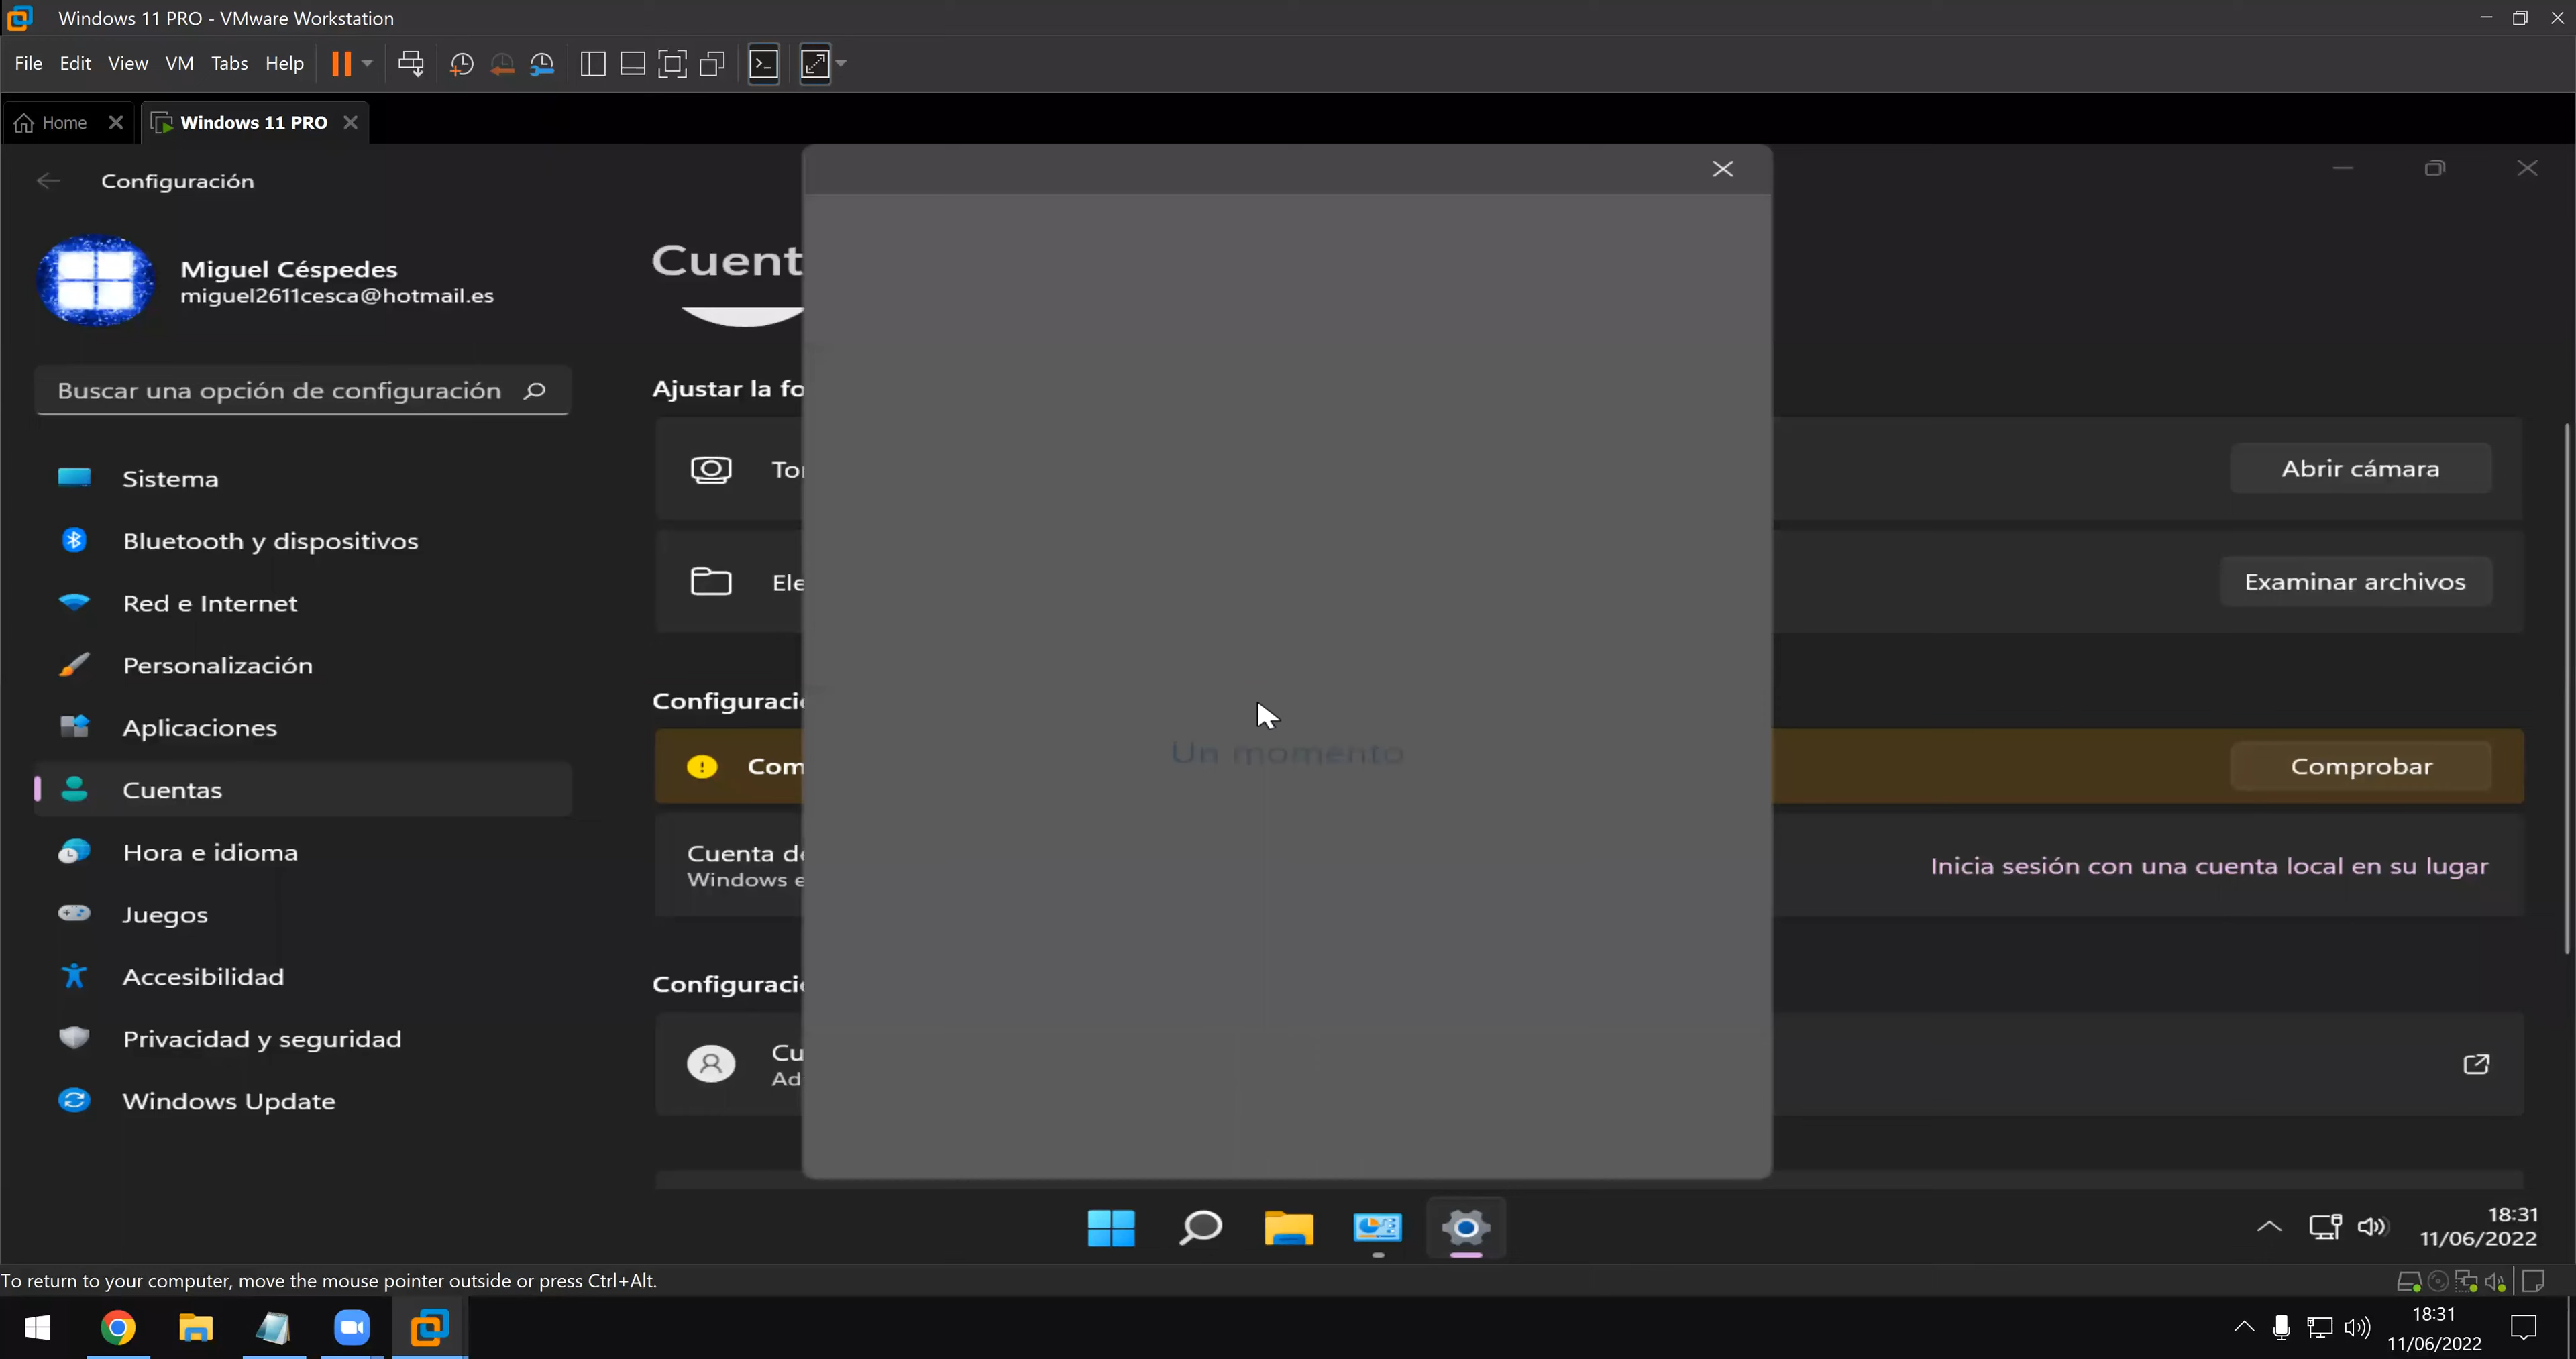 Windows 11 PRO - VMware Workstation
File Edit View VM Tabs Help
Home
Windows 11 PRO
Configuración
Miguel Céspedes
miguel2611cesca@hotmail.es
Buscar una opción de configuración
Sistema
Bluetooth y dispositivos
Red e Internet
Personalización
Aplicaciones
Cuentas
Hora e idioma
Juegos
Accesibilidad
Privacidad y seguridad
Windows Update
Cuent
Ajustar la fo
Tor
Abrir cámara
Ele
Examinar archivos
Configuraci
Com
Comprobar
Cuenta de
Windows e
Inicia sesión con una cuenta local en su lugar
Configuraci
Cu
Ad
Un momento
18:31
11/06/2022
To return to your computer, move the mouse pointer outside or press Ctrl+Alt.
18:31
11/06/2022